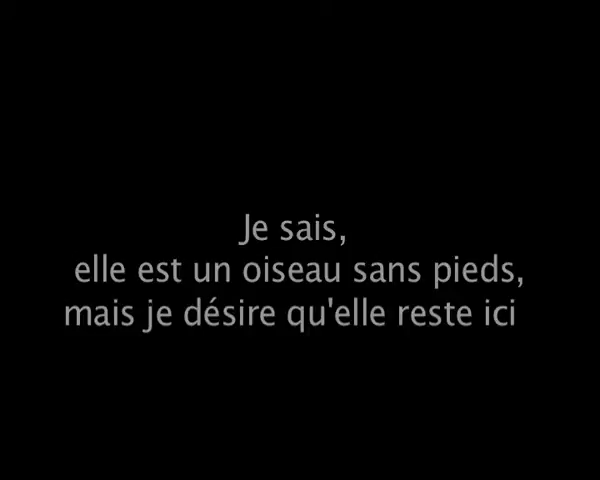 Je sais,
elle est un oiseau sans pieds,
mais je désire qu'elle reste ici